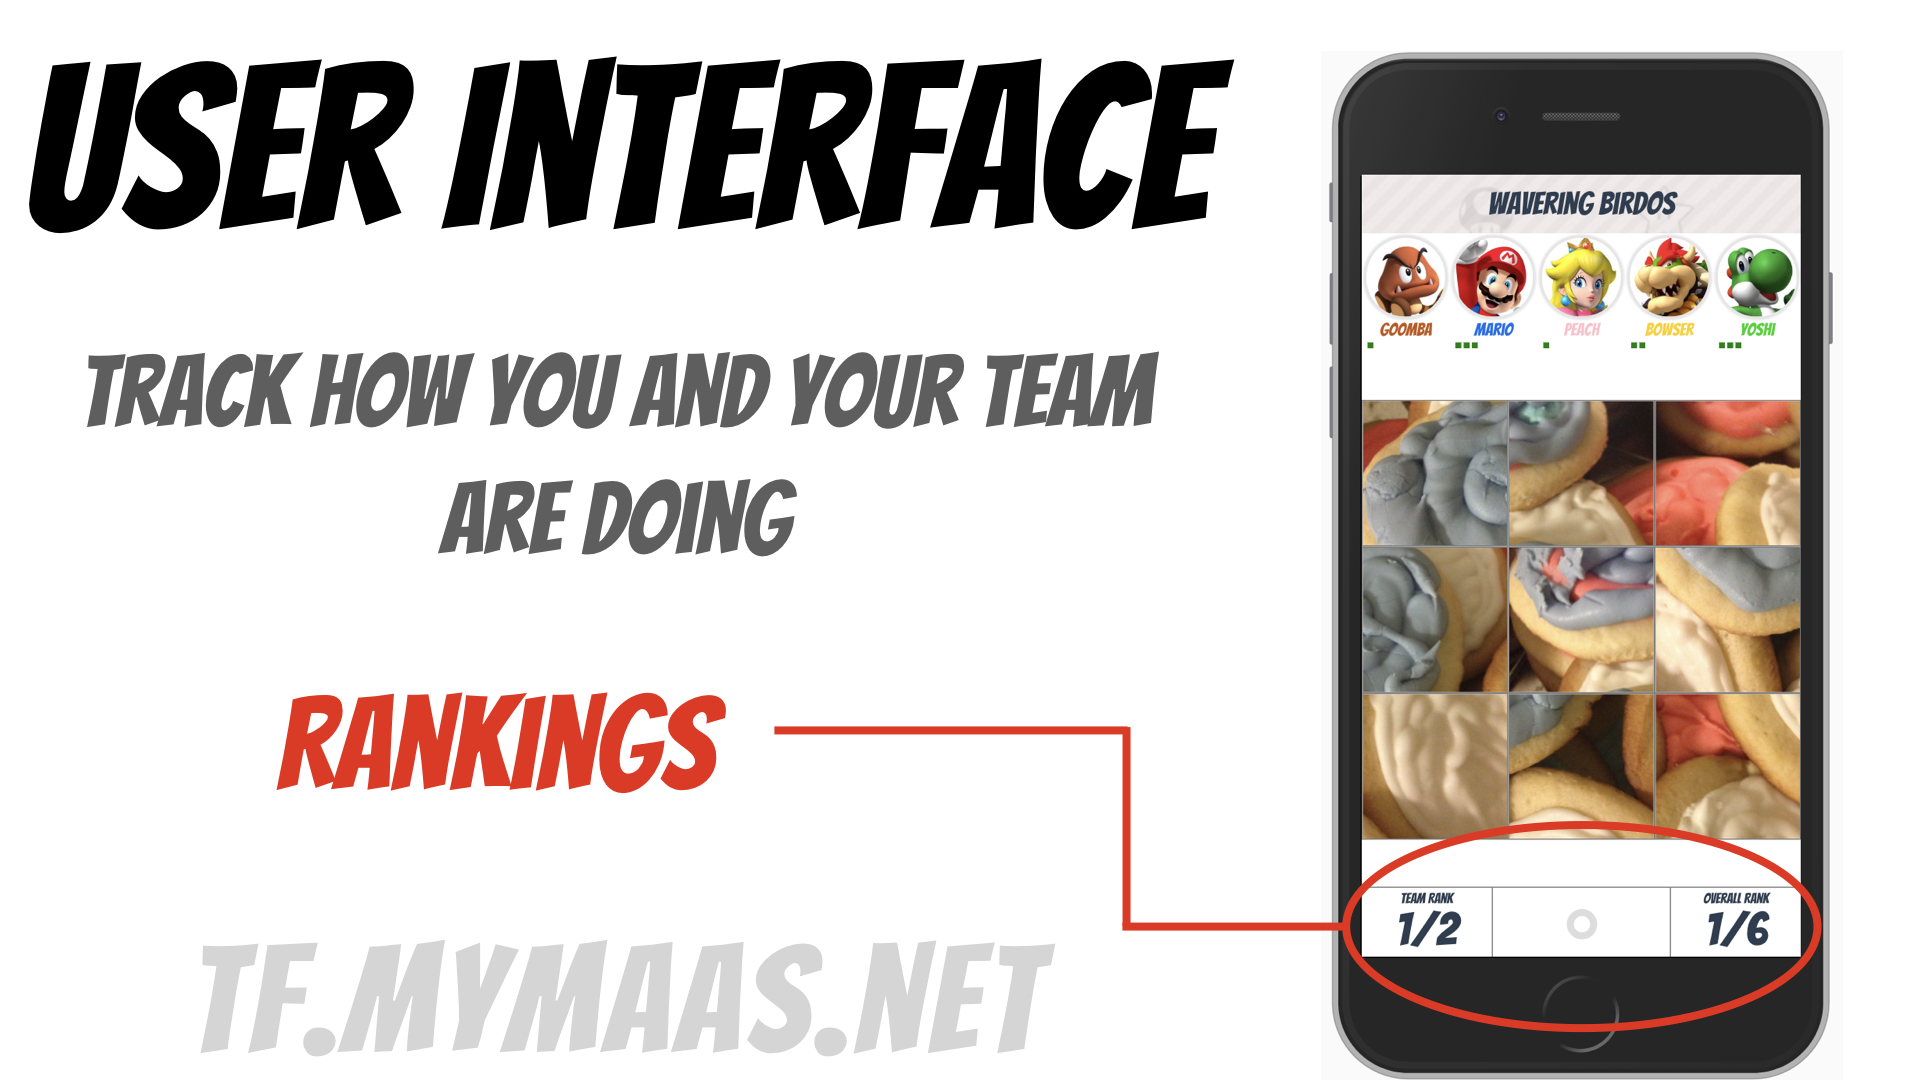 USER INTERFACE
TRACK HOW YOU AND YOUR TEAM
ARE DOING
RANKINGS
TF.MYMAAS.NET
WAVERING BIRDOS
GOOMBA MARIO PEACH BOWSER YOSHI
TEAM RANK
1/2
OVERALL RANK
1/6